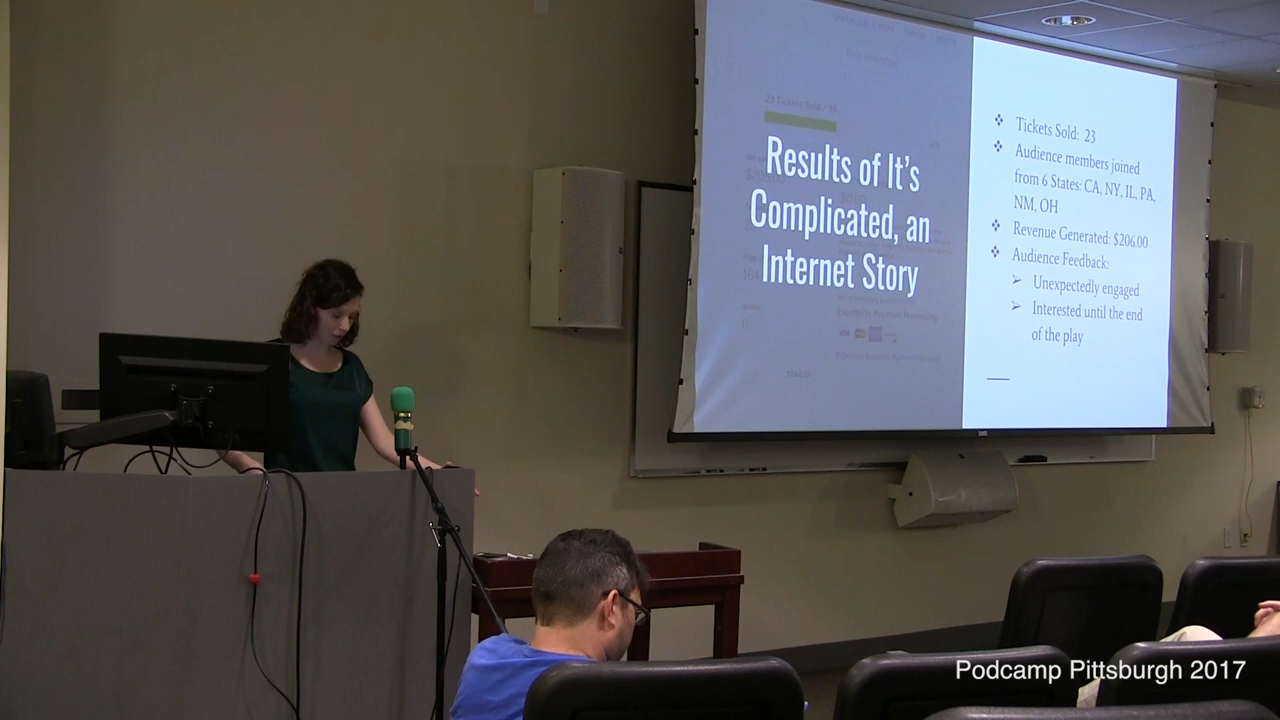 23 Tickets Sold /
Results of It's
Complicated, an
Internet Story
❖ Tickets Sold: 23
❖ Audience members joined
from 6 States: CA, NY, IL, PA,
NM, OH
❖ Revenue Generated: $206.00
❖ Audience Feedback:
➢ Unexpectedly engaged
➢ Interested until the end
of the play
Podcamp Pittsburgh 2017